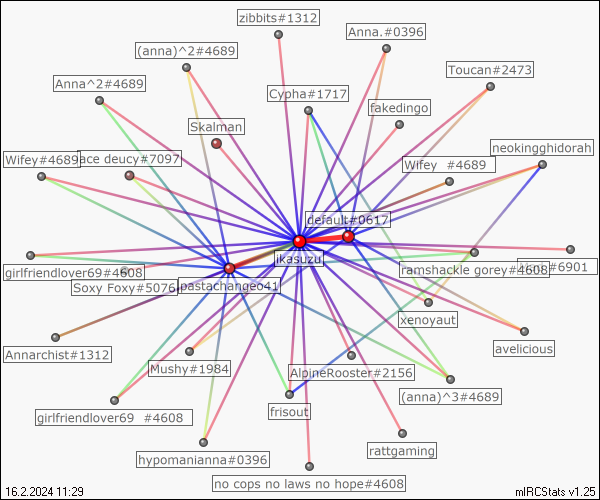 zibbits#1312
Anna.#0396
(anna)^2#4689
Toucan#2473
Anna^2#4689
Cypha#1717
fakedingo
Skalman
neokingghidorah
Wifey#4689
ace deucy#7097
Wifey  #4689
default#0617
ikasuzu
girlfriendlover69#4608
ramshackle gorey#4608
#6901
Soxy Foxy#5076
pastachangeo41
xenoyaut
Annarchist#1312
avelicious
Mushy#1984
AlpineRooster#2156
(anna)^3#4689
girlfriendlover69  #4608
frisout
rattgaming
hypomanianna#0396
no cops no laws no hope#4608
16.2.2024 11:29
mIRCStats v1.25